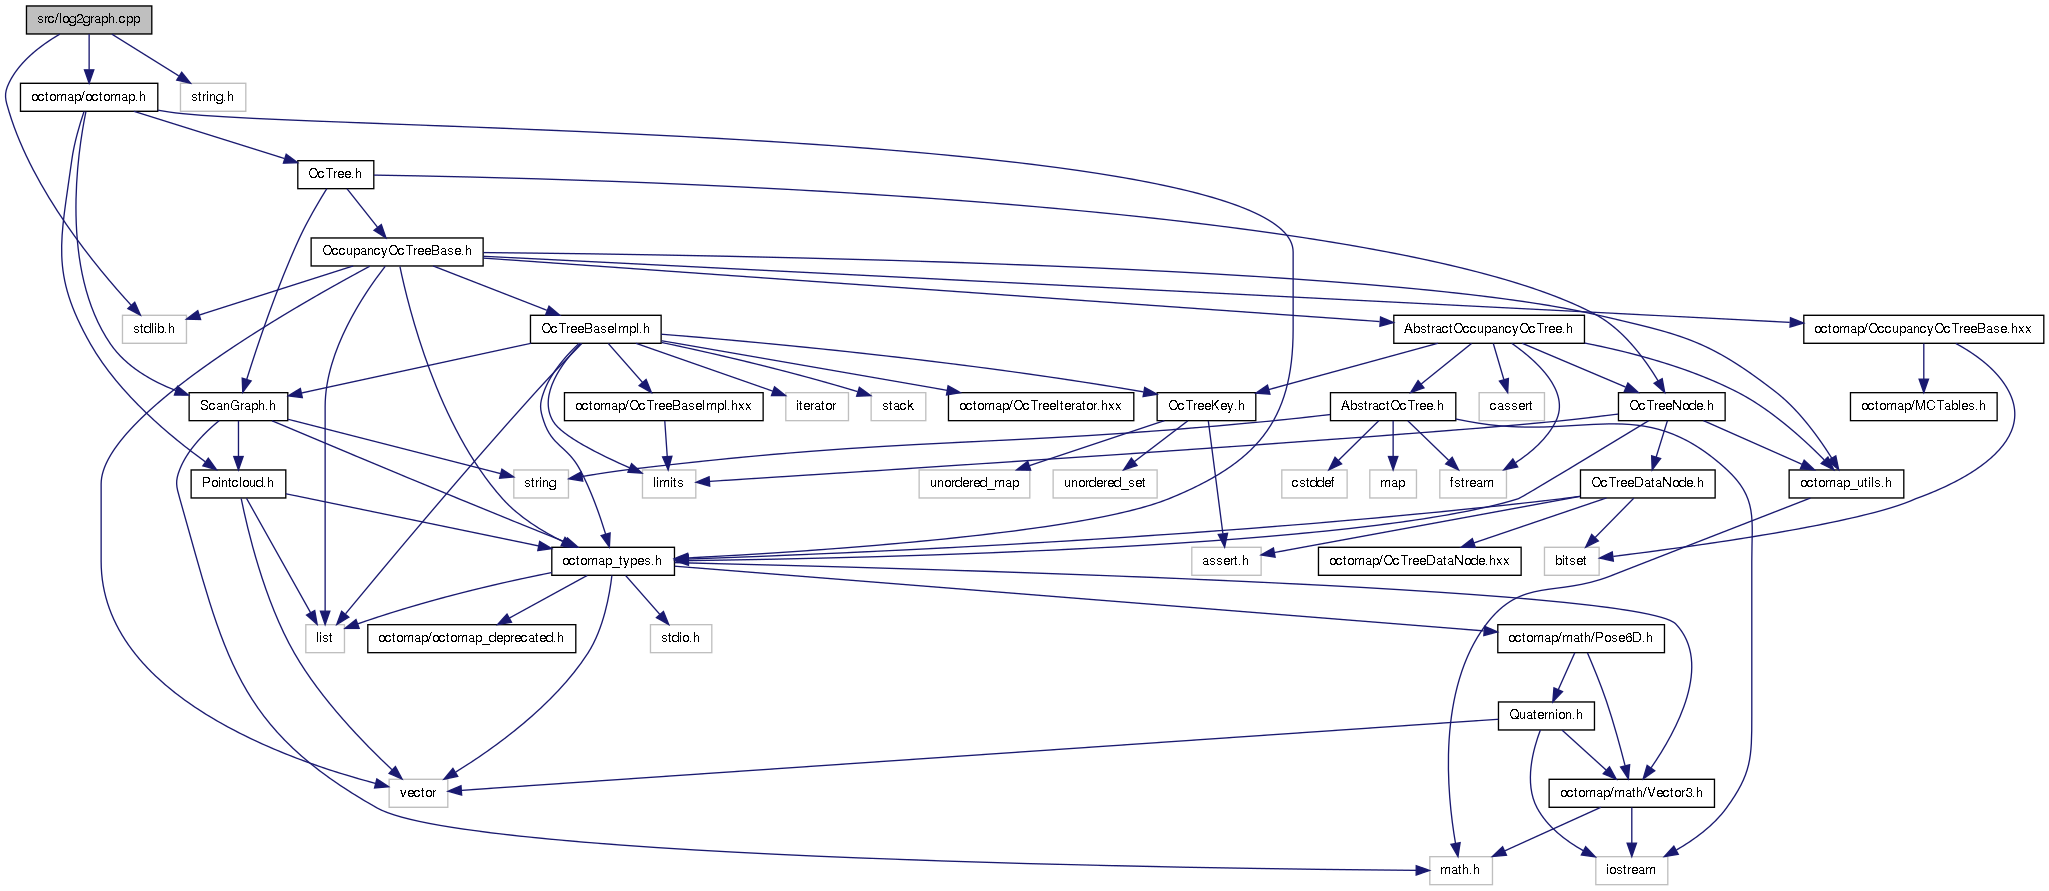 src/log2graph.cpp
octomap/octomap.h
string.h
OcTree.h
OccupancyOcTreeBase.h
stdlib.h
OcTreeBaseImpl.h
AbstractOccupancyOcTree.h
octomap/OccupancyOcTreeBase.hxx
ScanGraph.h
octomap/OcTreeBaseImpl.hxx
iterator
stack
octomap/OcTreeIterator.hxx
OcTreeKey.h
AbstractOcTree.h
cassert
OcTreeNode.h
octomap/MCTables.h
Pointcloud.h
string
limits
unordered_map
unordered_set
cstddef
map
fstream
OcTreeDataNode.h
octomap_utils.h
octomap_types.h
assert.h
octomap/OcTreeDataNode.hxx
bitset
list
octomap/octomap_deprecated.h
stdio.h
octomap/math/Pose6D.h
Quaternion.h
vector
octomap/math/Vector3.h
math.h
iostream